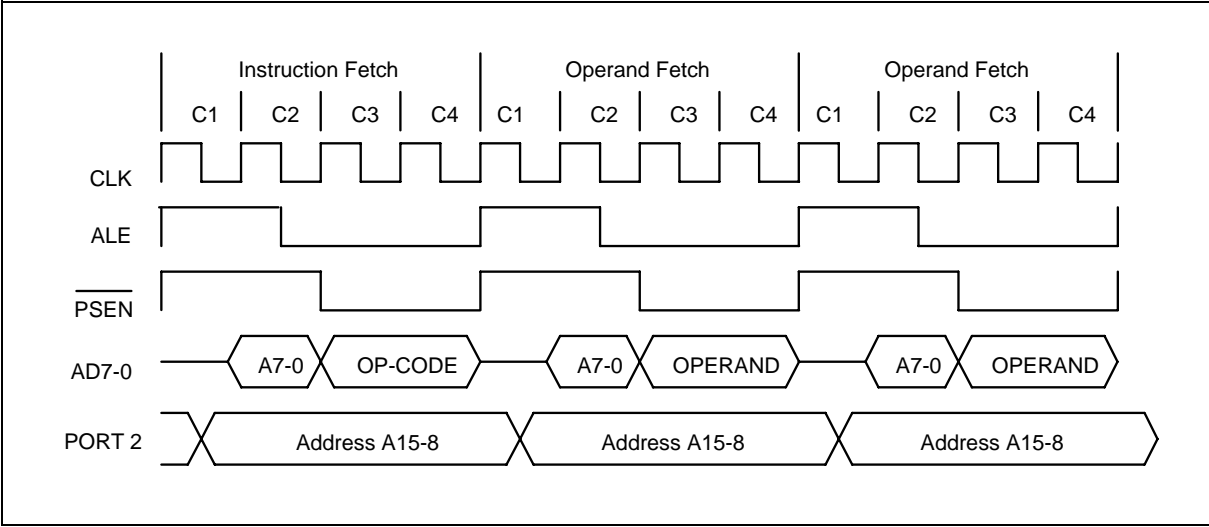 Instruction Fetch Operand Fetch Operand Fetch
C1 C2 C3 C4 C1 C2 C3 C4 C1 C2 C3 C4
CLK
ALE
PSEN
AD7-0 A7-0 OP-CODE A7-0 OPERAND A7-0 OPERAND
PORT 2 Address A15-8 Address A15-8 Address A15-8